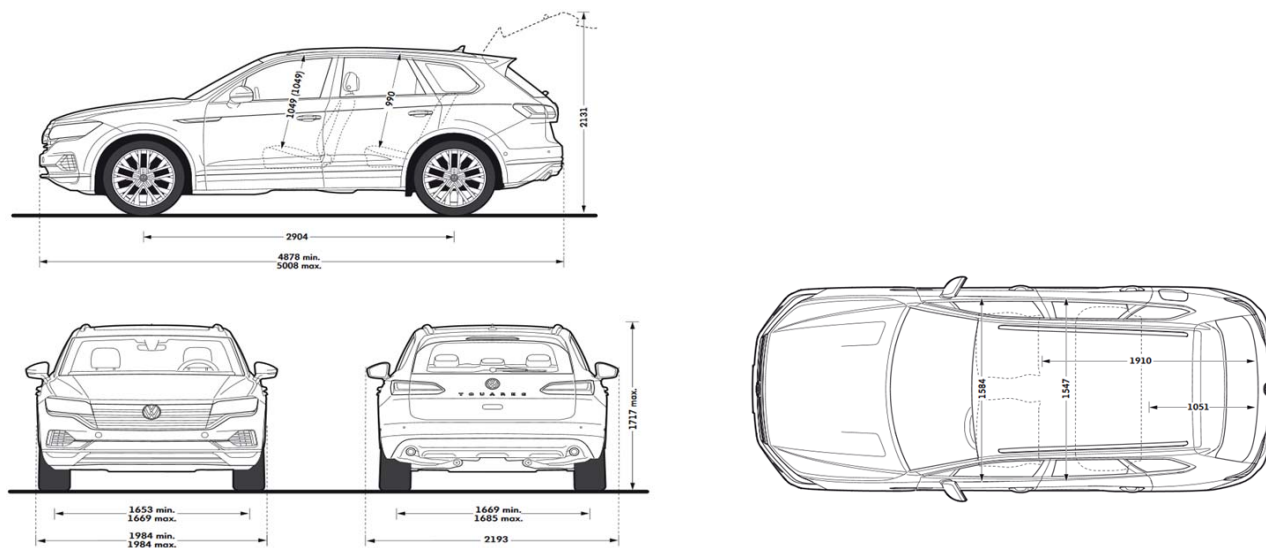 1049 (1049)
990
2131
2904
4878 min.
5008 max.
TOUAREG
1717 max.
1653 min.
1669 max.
1984 min.
1984 max.
1669 min.
1685 max.
2193
1910
1584
1547
1051